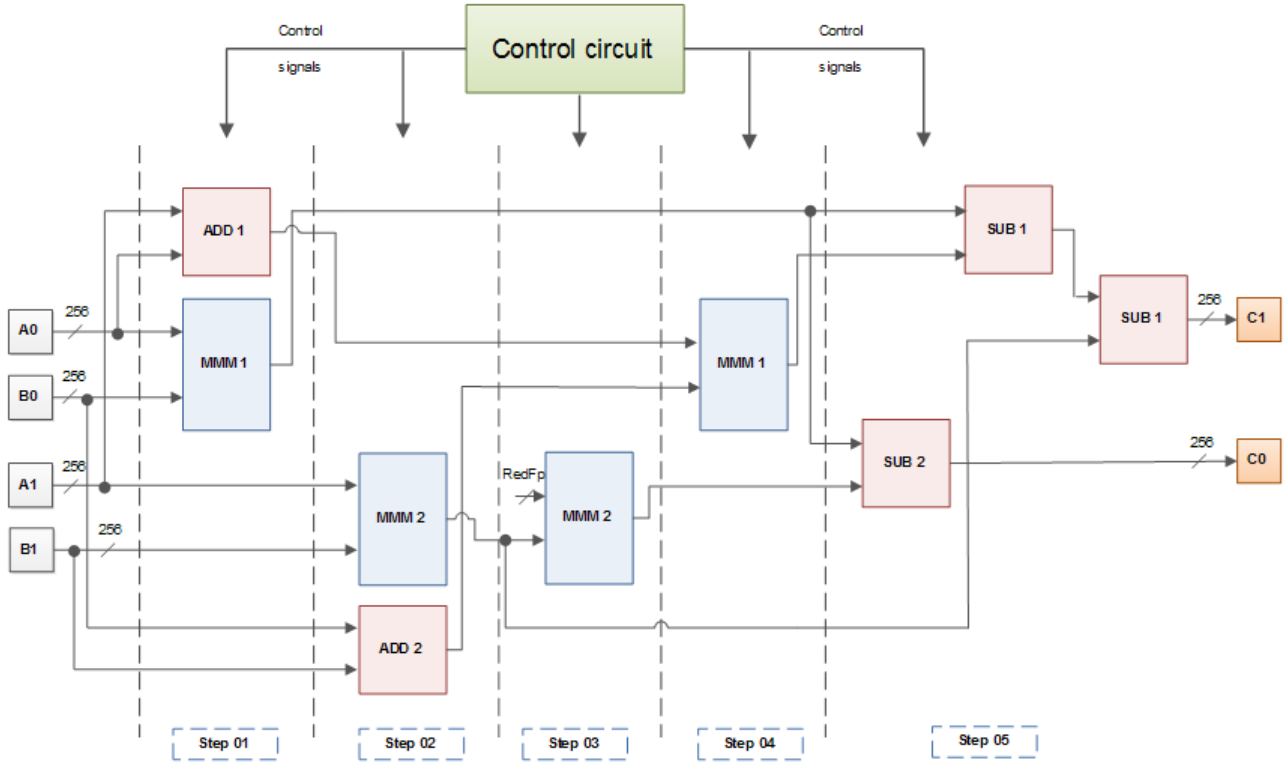 Control
signals
Control circuit
Control
signals
ADD 1
SUB 1
256
A0
MMM 1
MMM 1
SUB 1
256
C1
256
B0
256
A1
RedFp
MMM 2
MMM 2
SUB 2
256
C0
256
B1
ADD 2
Step 01
Step 02
Step 03
Step 04
Step 05